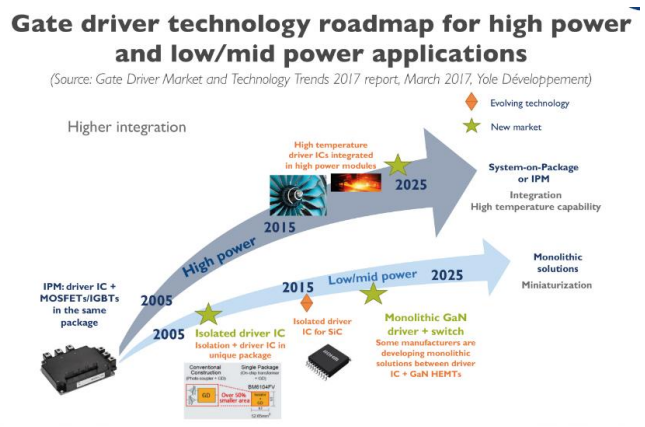 Gate driver technology roadmap for high power
and low/mid power applications
(Source: Gate Driver Market and Technology Trends 2017 report, March 2017, Yole Développement)
Evolving technology
New market
Higher integration
High temperature
driver ICs integrated
in high power modules
2025
System-on-Package
or IPM
Integration
High temperature capability
2015
High power
2005
IPM: driver IC +
MOSFETs/IGBTs
in the same
package
Monolithic
solutions
Miniaturization
Low/mid power
2025
2015
2005
Isolated driver IC
Isolation + driver IC in
unique package
Isolated driver
IC for SiC
Monolithic GaN
driver + switch
Some manufacturers are
developing monolithic
solutions between driver
IC + GaN HEMTs
Conventional
Construction
Single Package
BM6104FV
GD
Over 50%
smaller area